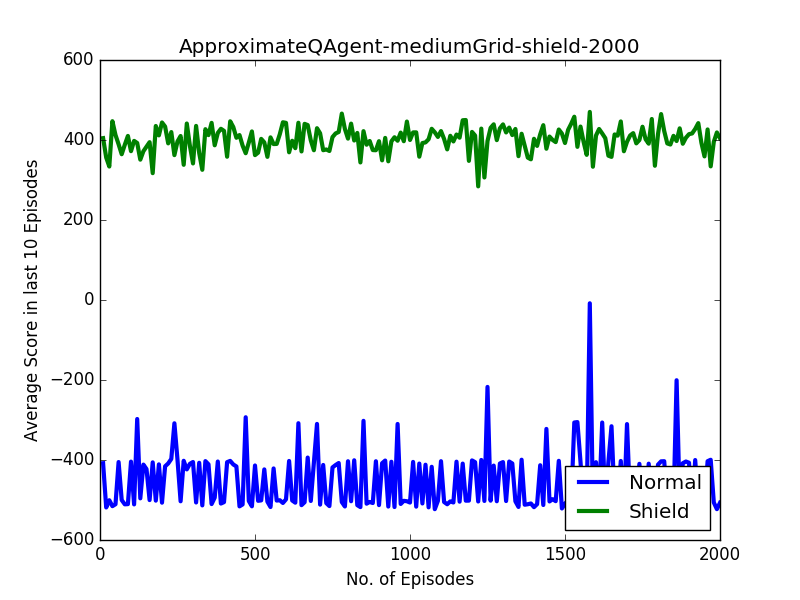 ApproximateQAgent-mediumGrid-shield-2000
Average Score in last 10 Episodes
600
400
200
0
−200
−400
−600
Normal
Shield
0 500 1000 1500 2000
No. of Episodes